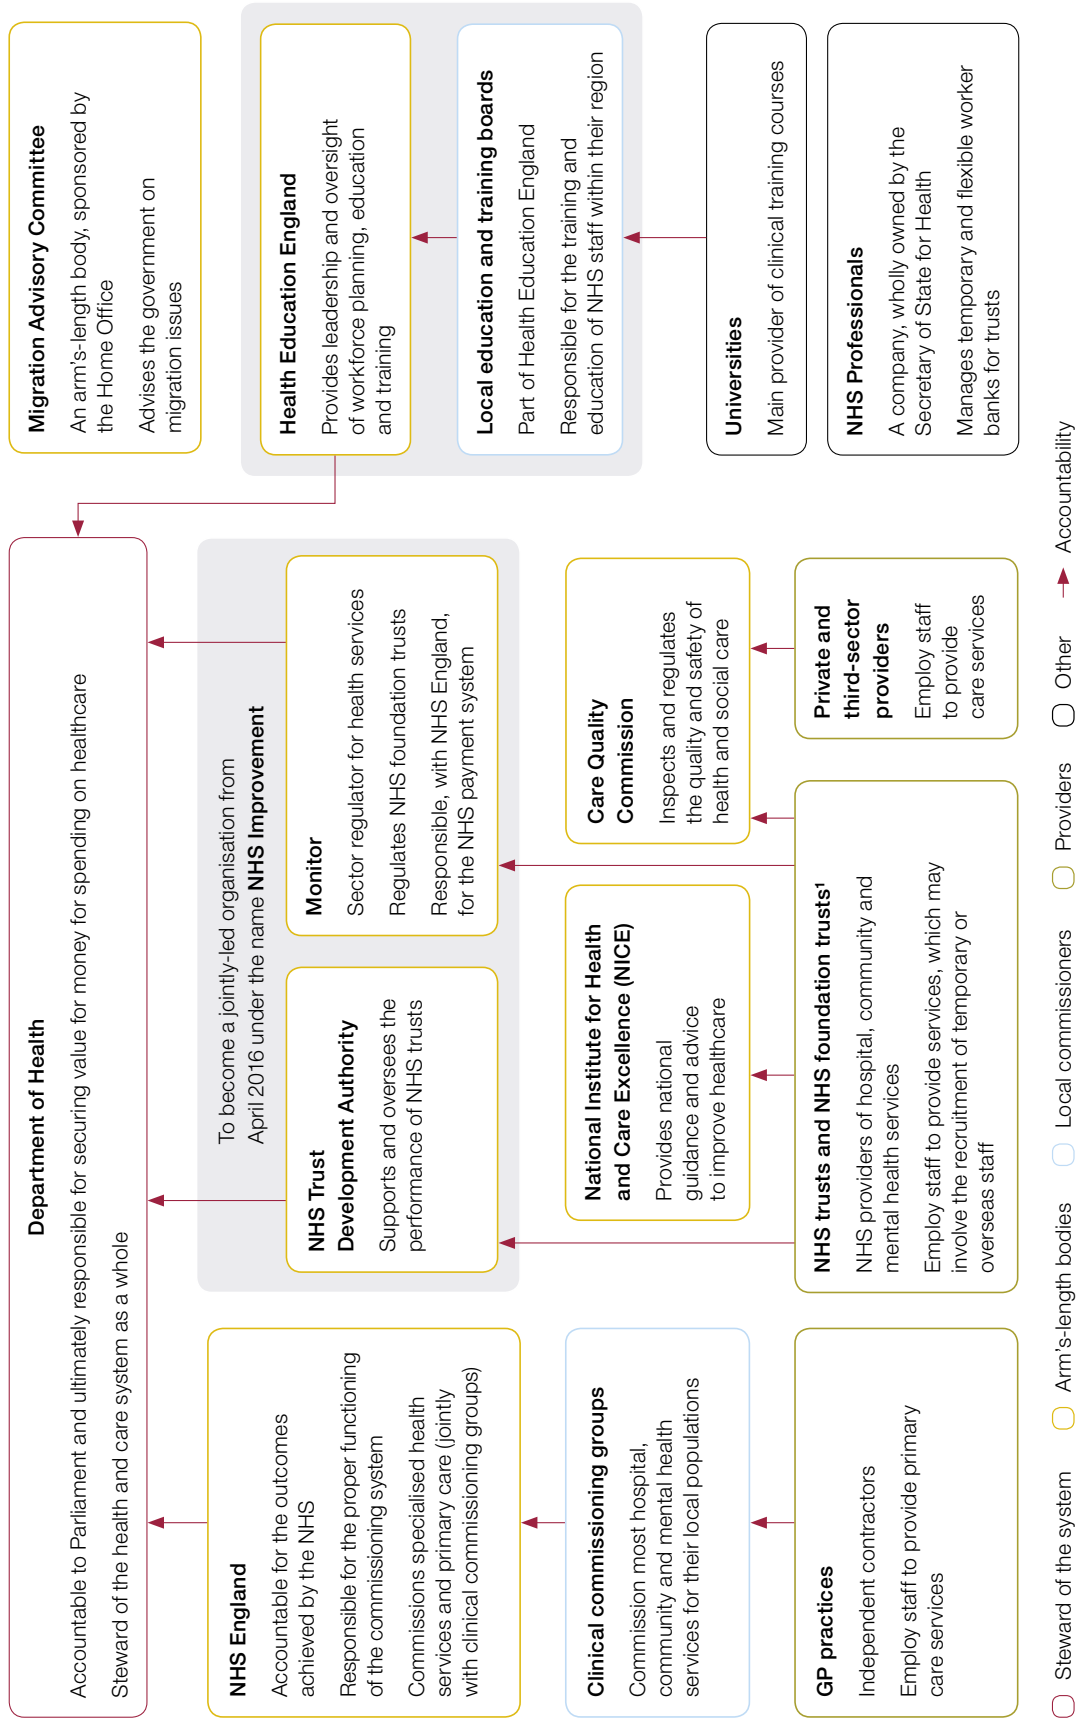 Department of Health
Accountable to Parliament and ultimately responsible for securing value for money for spending on healthcare
Steward of the health and care system as a whole
Migration Advisory Committee
An arm's-length body, sponsored by
the Home Office
Advises the government on
migration issues
NHS England
Accountable for the outcomes
achieved by the NHS
Responsible for the proper functioning
of the commissioning system
Commissions specialised health
services and primary care (jointly
with clinical commissioning groups)
To become a jointly-led organisation from
April 2016 under the name NHS Improvement
NHS Trust
Development Authority
Supports and oversees the
performance of NHS trusts
Monitor
Sector regulator for health services
Regulates NHS foundation trusts
Responsible, with NHS England,
for the NHS payment system
Health Education England
Provides leadership and oversight
of workforce planning, education
and training
Local education and training boards
Part of Health Education England
Responsible for the training and
education of NHS staff within their region
Clinical commissioning groups
Commission most hospital,
community and mental health
services for their local populations
National Institute for Health
and Care Excellence (NICE)
Provides national
guidance and advice
to improve healthcare
Care Quality
Commission
Inspects and regulates
the quality and safety of
health and social care
Universities
Main provider of clinical training courses
GP practices
Independent contractors
Employ staff to provide primary
care services
NHS trusts and NHS foundation trusts¹
NHS providers of hospital, community and
mental health services
Employ staff to provide services, which may
involve the recruitment of temporary or
overseas staff
Private and
third-sector
providers
Employ staff
to provide
care services
NHS Professionals
A company, wholly owned by the
Secretary of State for Health
Manages temporary and flexible worker
banks for trusts
Steward of the system
Arm's-length bodies
Local commissioners
Providers
Other
Accountability